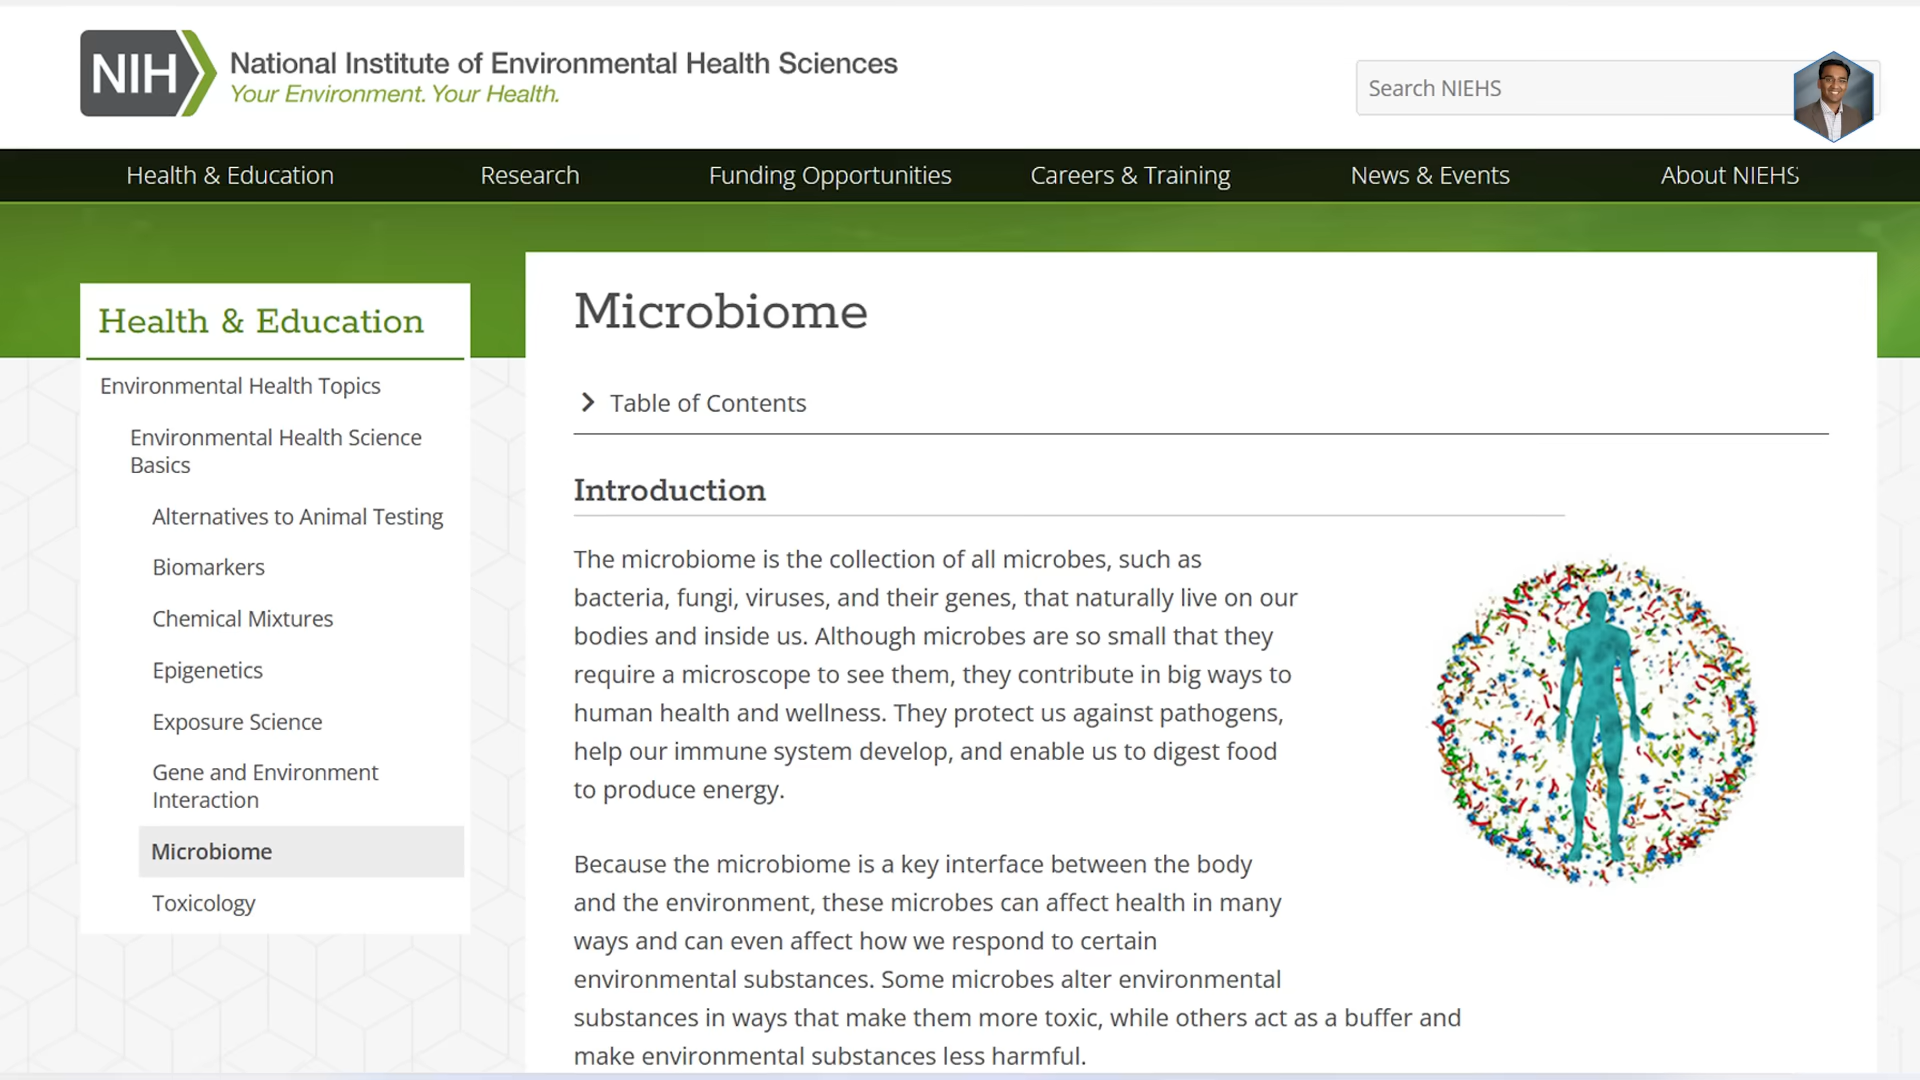 NIH
National Institute of Environmental Health Sciences
Your Environment. Your Health.
Search NIEHS
Health & Education
Research
Funding Opportunities
Careers & Training
News & Events
About NIEHS
Health & Education
Environmental Health Topics
Environmental Health Science
Basics
Alternatives to Animal Testing
Biomarkers
Chemical Mixtures
Epigenetics
Exposure Science
Gene and Environment
Interaction
Microbiome
Toxicology
Microbiome
Table of Contents
Introduction
The microbiome is the collection of all microbes, such as
bacteria, fungi, viruses, and their genes, that naturally live on our
bodies and inside us. Although microbes are so small that they
require a microscope to see them, they contribute in big ways to
human health and wellness. They protect us against pathogens,
help our immune system develop, and enable us to digest food
to produce energy.
Because the microbiome is a key interface between the body
and the environment, these microbes can affect health in many
ways and can even affect how we respond to certain
environmental substances. Some microbes alter environmental
substances in ways that make them more toxic, while others act as a buffer and
make environmental substances less harmful.